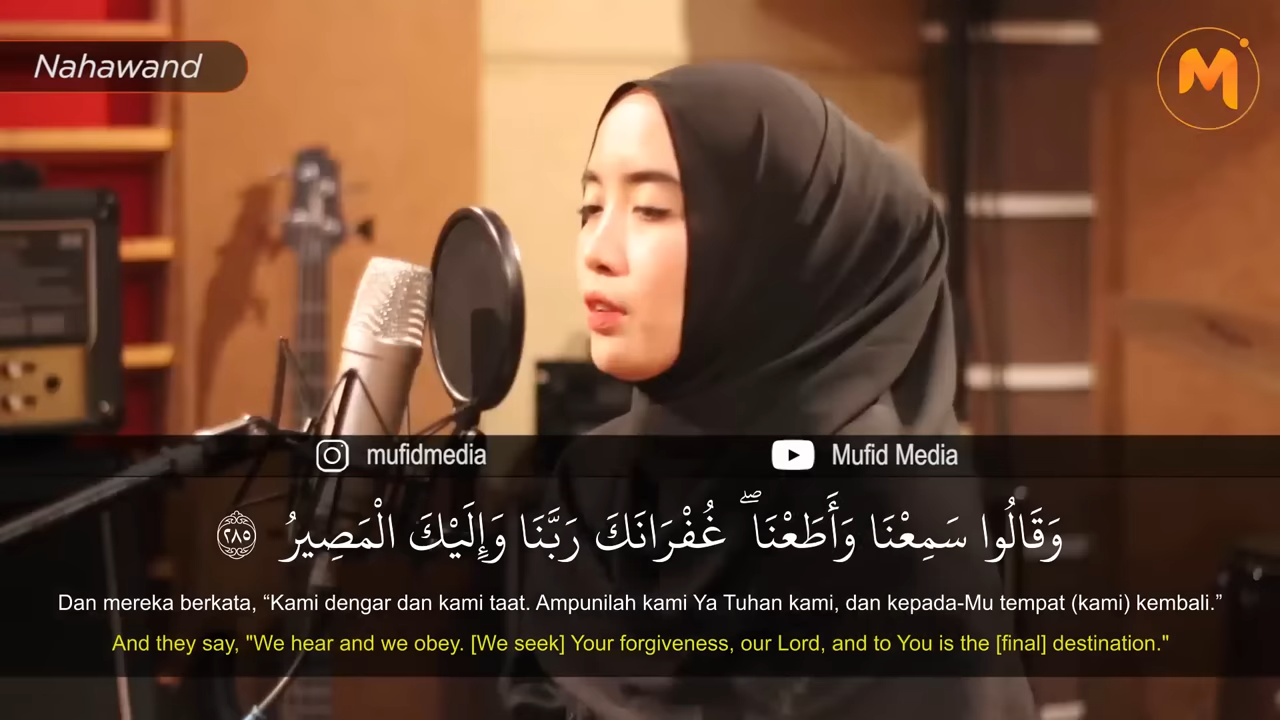 Nahawand
M
mufidmedia
Mufid Media
وَقَالُوا سَمِعْنَا وَأَطَعْنَا ۖ غُفْرَانَكَ رَبَّنَا وَإِلَيْكَ الْمَصِيرُ ٢٨٥
Dan mereka berkata, “Kami dengar dan kami taat. Ampunilah kami Ya Tuhan kami, dan kepada-Mu tempat (kami) kembali.”
And they say, "We hear and we obey. [We seek] Your forgiveness, our Lord, and to You is the [final] destination."